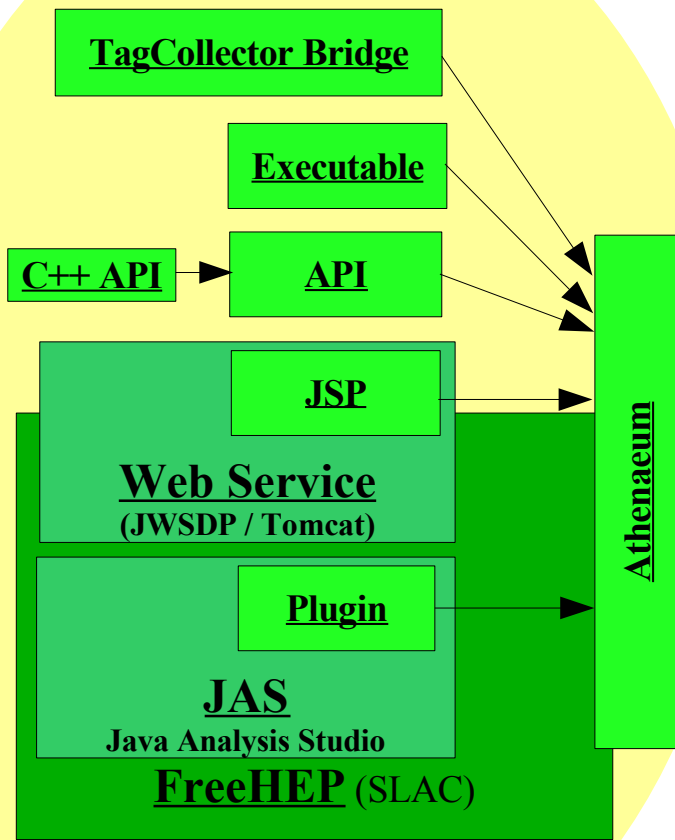 TagCollector Bridge
Executable
C++ API
API
JSP
Web Service
(JWSDP / Tomcat)
Plugin
JAS
Java Analysis Studio
FreeHEP (SLAC)
Athenaeum